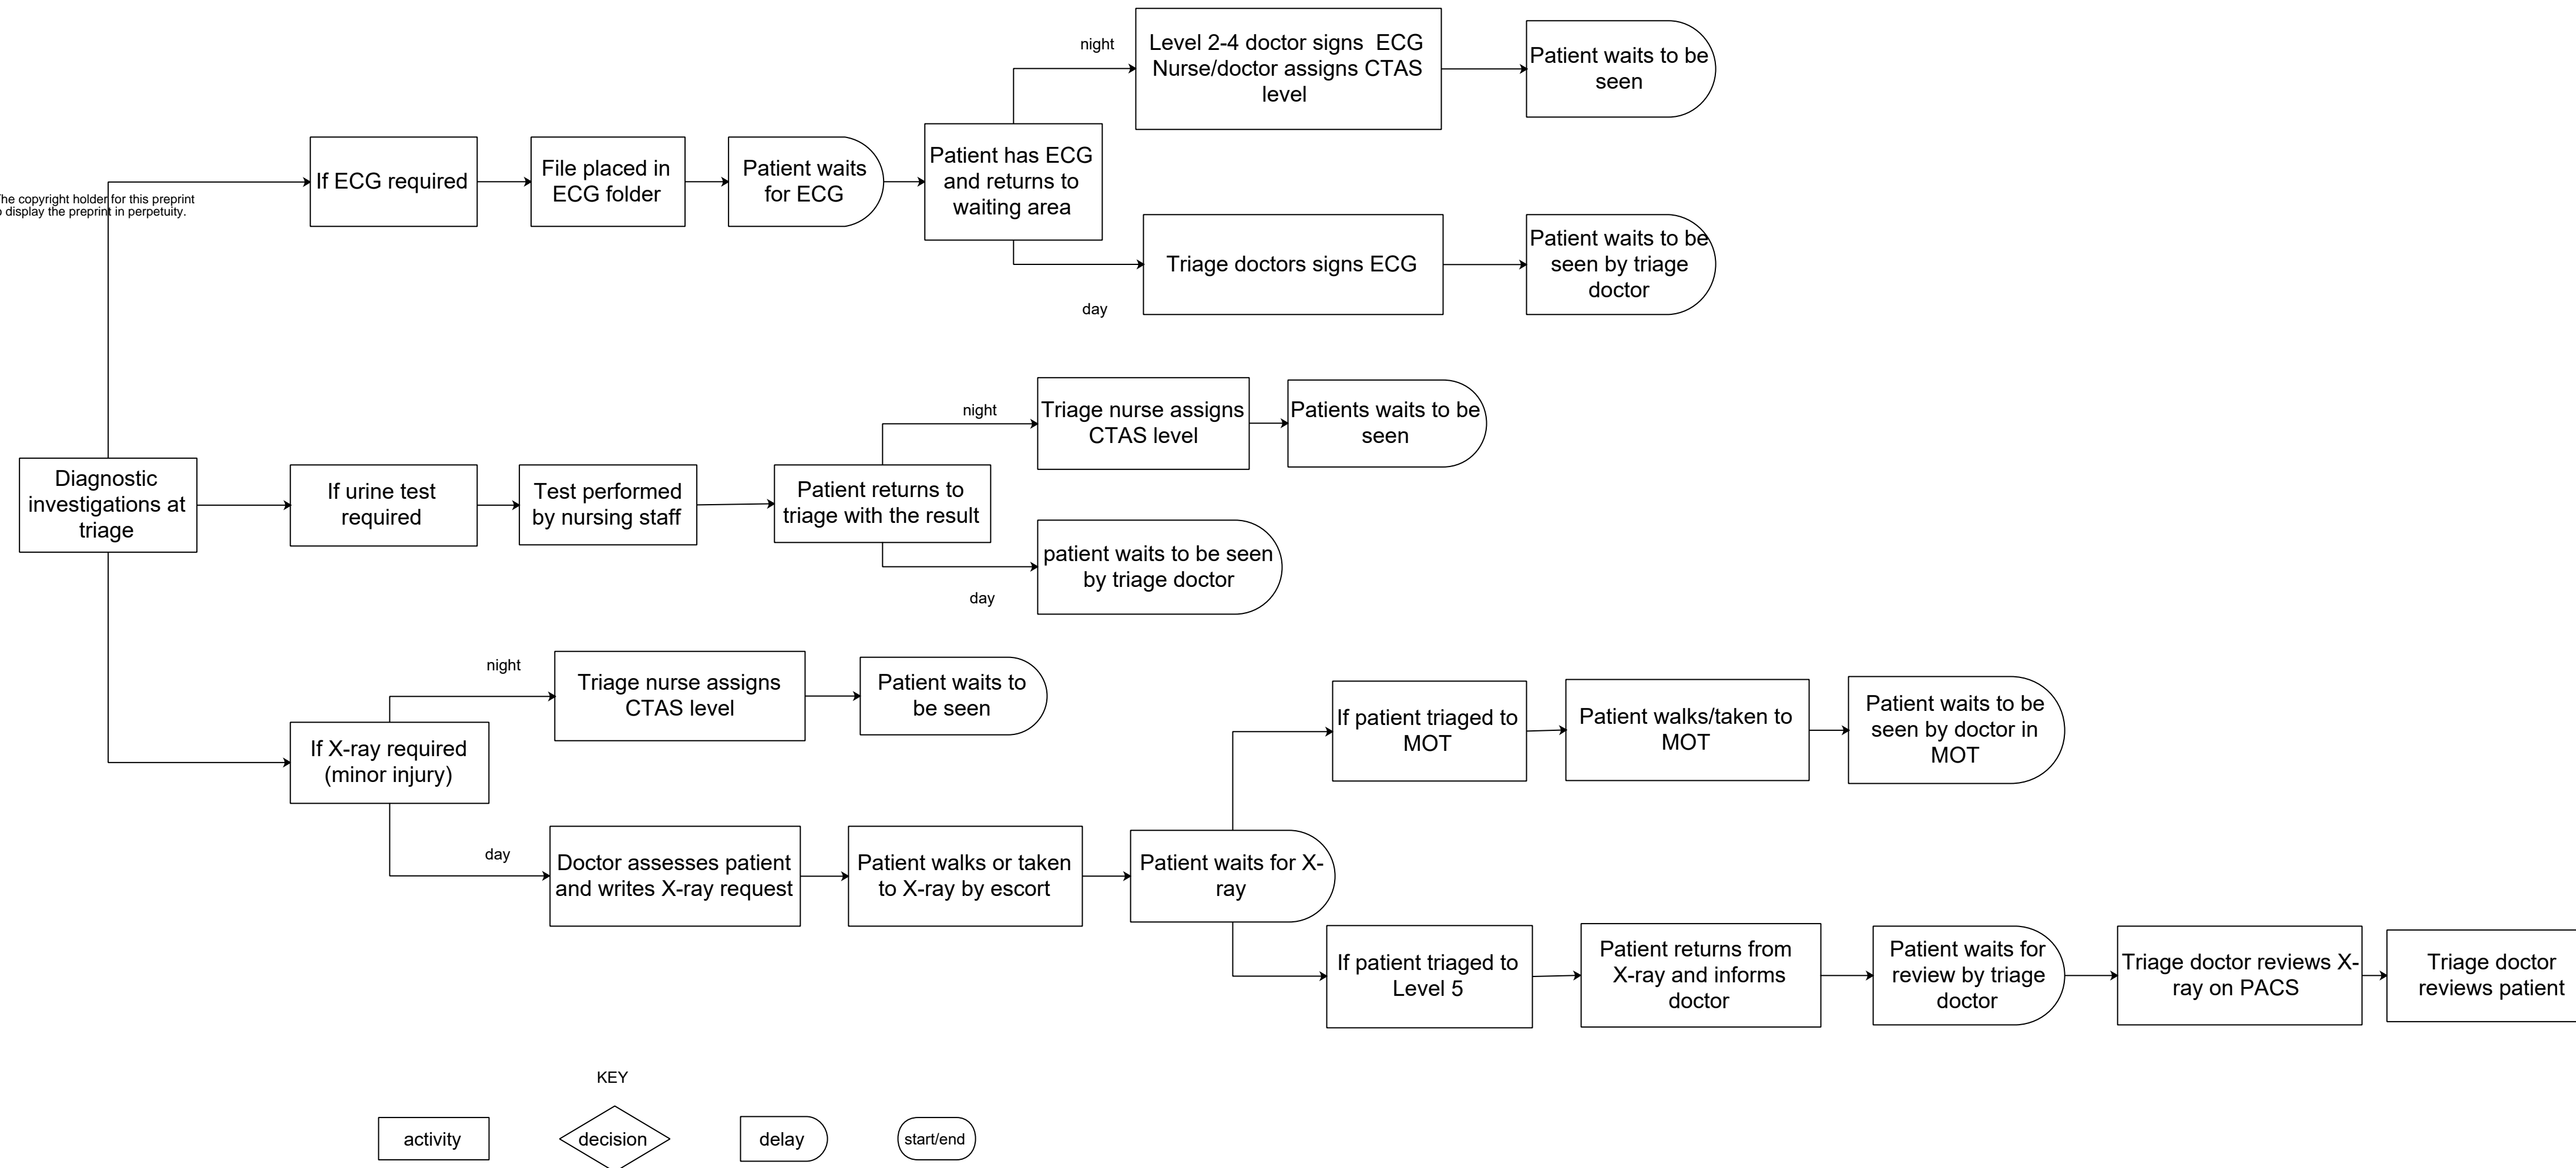 night
Level 2-4 doctor signs  ECG
Nurse/doctor assigns CTAS
level
Patient waits to be
seen
If ECG required
File placed in
ECG folder
Patient waits
for ECG
Patient has ECG
and returns to
waiting area
he copyright holder for this preprint
display the preprint in perpetuity.
Triage doctors signs ECG
day
Patient waits to be
seen by triage
doctor
Diagnostic
investigations at
triage
If urine test
required
Test performed
by nursing staff
Patient returns to
triage with the result
night
Triage nurse assigns
CTAS level
Patients waits to be
seen
patient waits to be seen
by triage doctor
day
If X-ray required
(minor injury)
night
Triage nurse assigns
CTAS level
Patient waits to
be seen
day
Doctor assesses patient
and writes X-ray request
Patient walks or taken
to X-ray by escort
Patient waits for X-
ray
If patient triaged to
MOT
Patient walks/taken to
MOT
Patient waits to be
seen by doctor in
MOT
If patient triaged to
Level 5
Patient returns from
X-ray and informs
doctor
Patient waits for
review by triage
doctor
Triage doctor reviews X-
ray on PACS
Triage doctor
reviews patient
KEY
activity
decision
delay
start/end